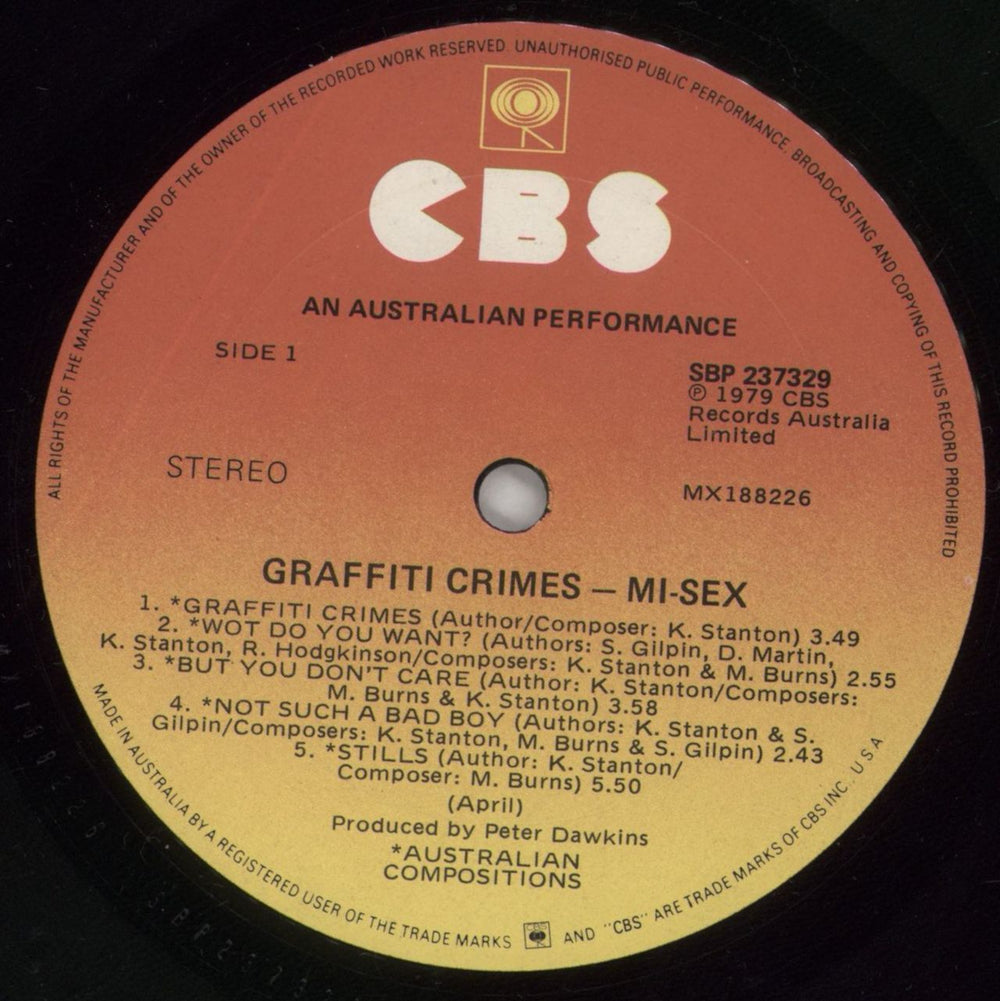 ALL RIGHTS OF THE MANUFACTURER AND OF THE OWNER OF THE RECORDED WORK RESERVED. UNAUTHORISED PUBLIC PERFORMANCE. BROADCASTING AND COPYING OF THIS RECORD PROHIBITED
CBS
AN AUSTRALIAN PERFORMANCE
SIDE 1
SBP 237329
℗ 1979 CBS
Records Australia
Limited
STEREO
MX188226
GRAFFITI CRIMES – MI-SEX
1. *GRAFFITI CRIMES (Author/Composer: K. Stanton) 3.49
2. *WOT DO YOU WANT? (Authors: S. Gilpin, D. Martin,
K. Stanton, R. Hodgkinson/Composers: K. Stanton & M. Burns) 2.55
3. *BUT YOU DON'T CARE (Author: K. Stanton/Composers:
M. Burns & K. Stanton) 3.58
4. *NOT SUCH A BAD BOY (Authors: K. Stanton & S.
Gilpin/Composers: K. Stanton, M. Burns & S. Gilpin) 2.43
5. *STILLS (Author: K. Stanton/
Composer: M. Burns) 5.50
(April)
Produced by Peter Dawkins
*AUSTRALIAN
COMPOSITIONS
MADE IN AUSTRALIA BY A REGISTERED USER OF THE TRADE MARKS CBS AND "CBS" ARE TRADE MARKS OF CBS INC. U S A